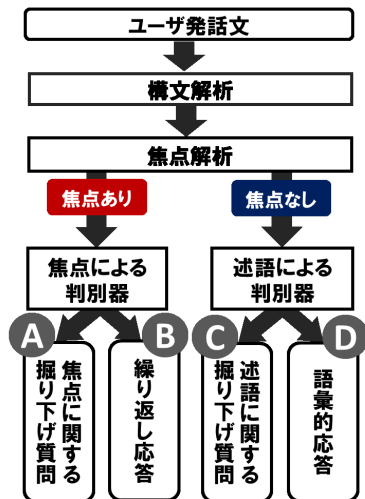 ユーザ発話文
構文解析
焦点解析
焦点あり
焦点なし
焦点による
判別器
述語による
判別器
A
B
C
D
焦点に関する
掘り下げ質問
繰り返し応答
述語に関する
掘り下げ質問
語彙的応答